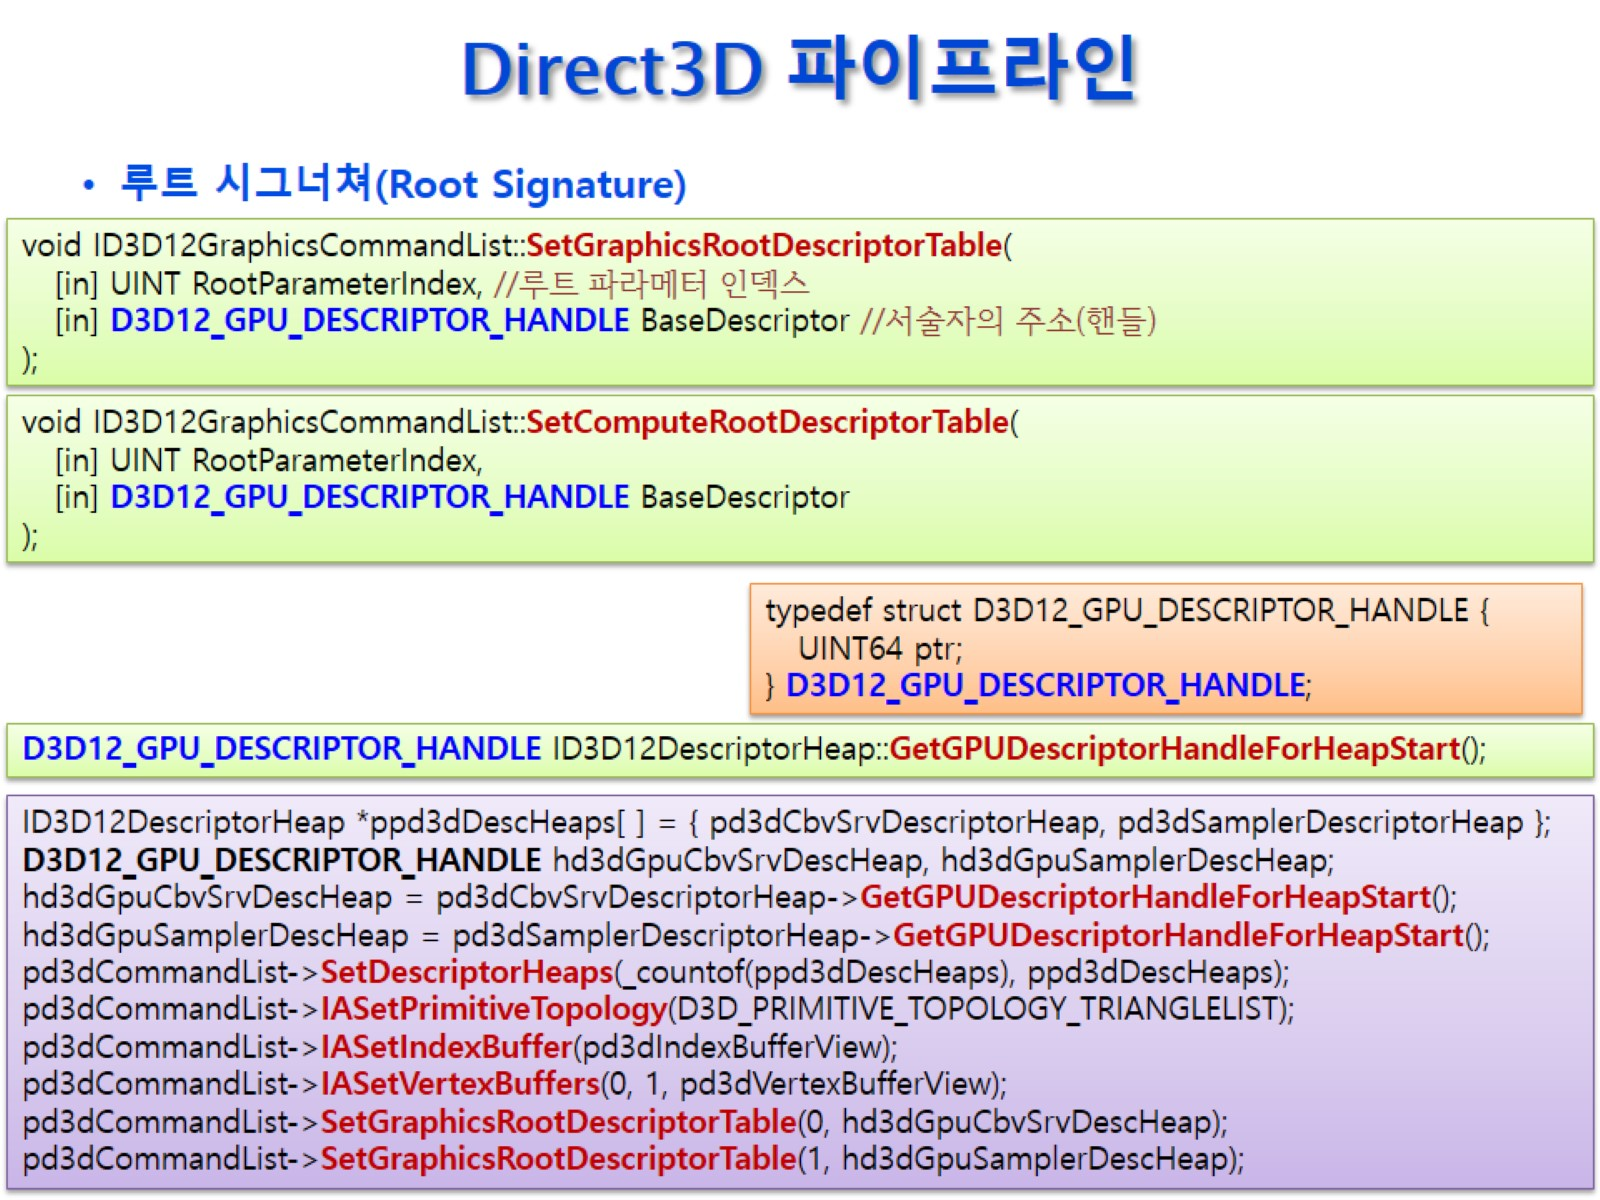 Direct3D 파이프라인
• 루트 시그너쳐(Root Signature)
void ID3D12GraphicsCommandList::SetGraphicsRootDescriptorTable(
[in] UINT RootParameterIndex, //루트 파라메터 인덱스
[in] D3D12_GPU_DESCRIPTOR_HANDLE BaseDescriptor //서술자의 주소(핸들)
);
void ID3D12GraphicsCommandList::SetComputeRootDescriptorTable(
[in] UINT RootParameterIndex,
[in] D3D12_GPU_DESCRIPTOR_HANDLE BaseDescriptor
);
typedef struct D3D12_GPU_DESCRIPTOR_HANDLE {
UINT64 ptr;
} D3D12_GPU_DESCRIPTOR_HANDLE;
D3D12_GPU_DESCRIPTOR_HANDLE ID3D12DescriptorHeap::GetGPUDescriptorHandleForHeapStart();
ID3D12DescriptorHeap *ppd3dDescHeaps[ ] = { pd3dCbvSrvDescriptorHeap, pd3dSamplerDescriptorHeap };
D3D12_GPU_DESCRIPTOR_HANDLE hd3dGpuCbvSrvDescHeap, hd3dGpuSamplerDescHeap;
hd3dGpuCbvSrvDescHeap = pd3dCbvSrvDescriptorHeap->GetGPUDescriptorHandleForHeapStart();
hd3dGpuSamplerDescHeap = pd3dSamplerDescriptorHeap->GetGPUDescriptorHandleForHeapStart();
pd3dCommandList->SetDescriptorHeaps(_countof(ppd3dDescHeaps), ppd3dDescHeaps);
pd3dCommandList->IASetPrimitiveTopology(D3D_PRIMITIVE_TOPOLOGY_TRIANGLELIST);
pd3dCommandList->IASetIndexBuffer(pd3dIndexBufferView);
pd3dCommandList->IASetVertexBuffers(0, 1, pd3dVertexBufferView);
pd3dCommandList->SetGraphicsRootDescriptorTable(0, hd3dGpuCbvSrvDescHeap);
pd3dCommandList->SetGraphicsRootDescriptorTable(1, hd3dGpuSamplerDescHeap);